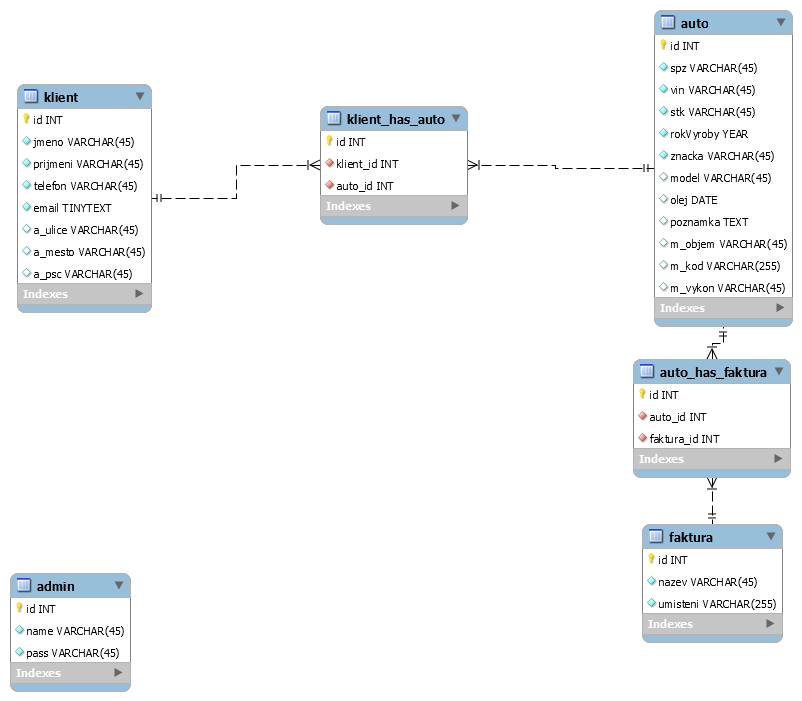 klient
id INT
jmeno VARCHAR(45)
prijmeni VARCHAR(45)
telefon VARCHAR(45)
email TINYTEXT
a_ulice VARCHAR(45)
a_mesto VARCHAR(45)
a_psc VARCHAR(45)
Indexes
klient_has_auto
id INT
klient_id INT
auto_id INT
Indexes
auto
id INT
spz VARCHAR(45)
vin VARCHAR(45)
stk VARCHAR(45)
rokVyroby YEAR
znacka VARCHAR(45)
model VARCHAR(45)
olej DATE
poznamka TEXT
m_objem VARCHAR(45)
m_kod VARCHAR(255)
m_vykon VARCHAR(45)
Indexes
auto_has_faktura
id INT
auto_id INT
faktura_id INT
Indexes
faktura
id INT
nazev VARCHAR(45)
umisteni VARCHAR(255)
Indexes
admin
id INT
name VARCHAR(45)
pass VARCHAR(45)
Indexes